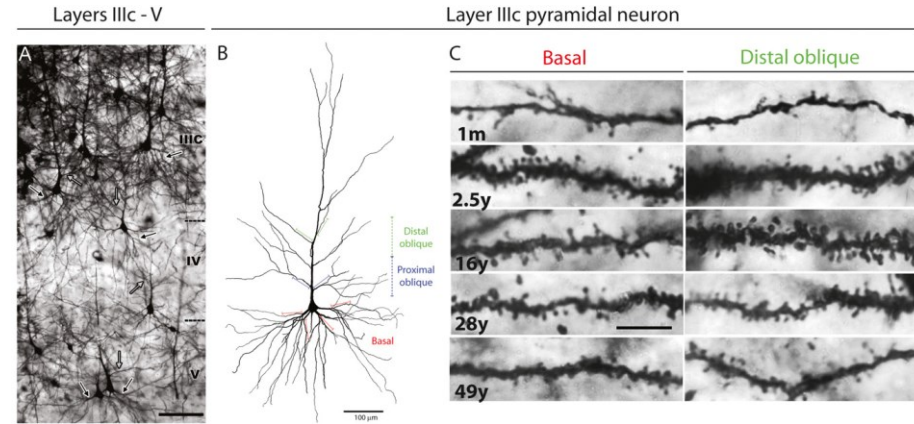 Layers IIIc - V
Layer IIIc pyramidal neuron
A
IIIC
IV
V
B
Distal
oblique
Proximal
oblique
Basal
100 µm
C
Basal
Distal oblique
1m
2.5y
16y
28y
49y